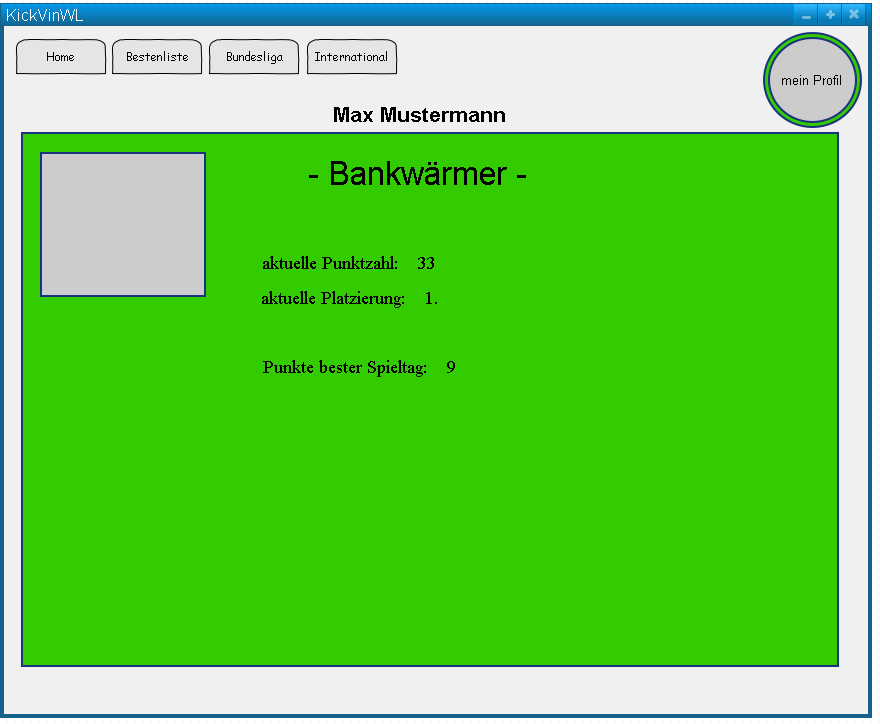 KickVinWL
Home Bestenliste Bundesliga International
mein Profil
Max Mustermann
- Bankwärmer -
aktuelle Punktzahl: 33
aktuelle Platzierung: 1.
Punkte bester Spieltag: 9